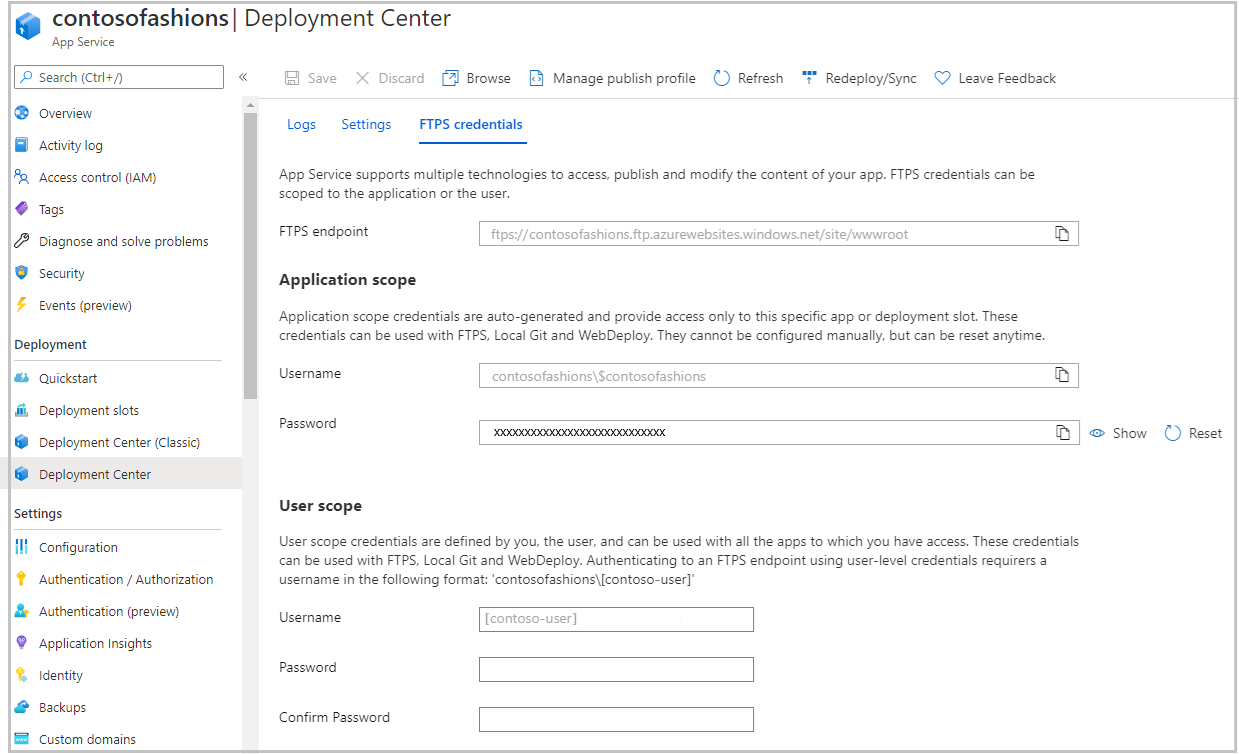 contosofashions | Deployment Center
App Service
Search (Ctrl+/)
«
Save
Discard
Browse
Manage publish profile
Refresh
Redeploy/Sync
Leave Feedback
Overview
Activity log
Access control (IAM)
Tags
Diagnose and solve problems
Security
Events (preview)
Deployment
Quickstart
Deployment slots
Deployment Center (Classic)
Deployment Center
Settings
Configuration
Authentication / Authorization
Authentication (preview)
Application Insights
Identity
Backups
Custom domains
Logs
Settings
FTPS credentials
App Service supports multiple technologies to access, publish and modify the content of your app. FTPS credentials can be
scoped to the application or the user.
FTPS endpoint
ftps://contosofashions.ftp.azurewebsites.windows.net/site/wwwroot
Application scope
Application scope credentials are auto-generated and provide access only to this specific app or deployment slot. These
credentials can be used with FTPS, Local Git and WebDeploy. They cannot be configured manually, but can be reset anytime.
Username
contosofashions\$contosofashions
Password
xxxxxxxxxxxxxxxxxxxxxxxxxxxx
Show
Reset
User scope
User scope credentials are defined by you, the user, and can be used with all the apps to which you have access. These credentials
can be used with FTPS, Local Git and WebDeploy. Authenticating to an FTPS endpoint using user-level credentials requirers a
username in the following format: 'contosofashions\[contoso-user]'
Username
[contoso-user]
Password
Confirm Password